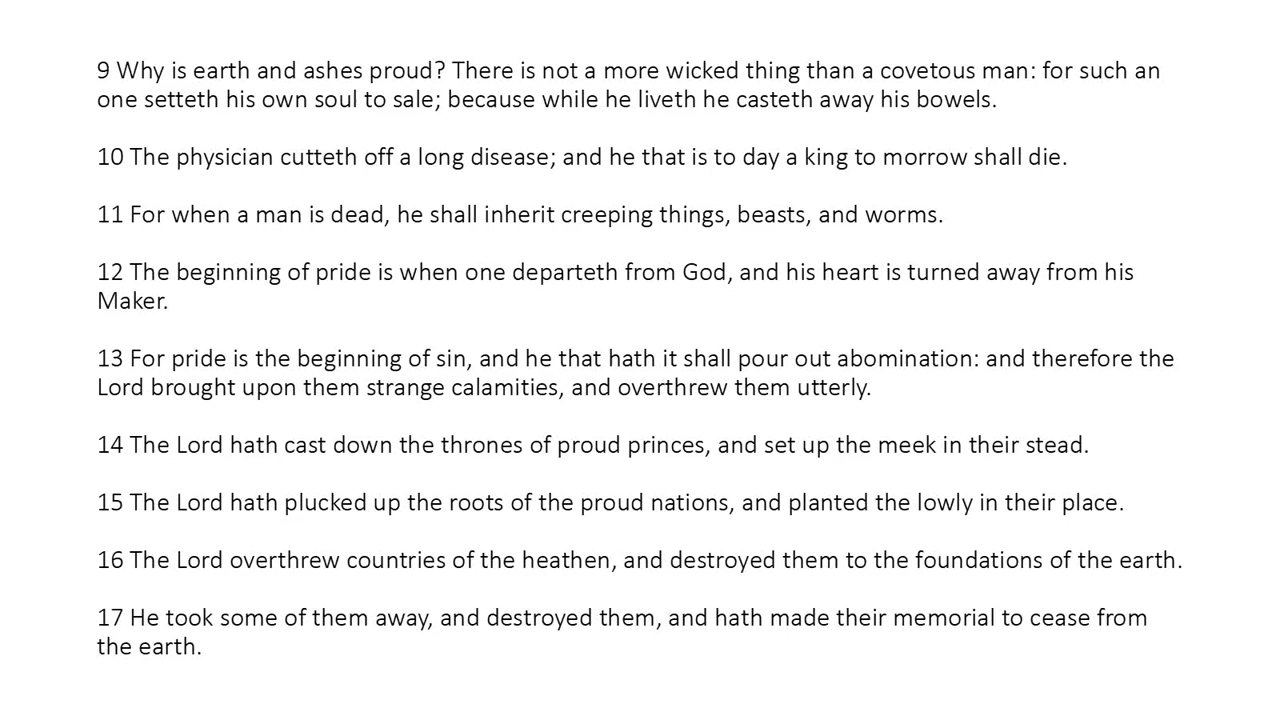 9 Why is earth and ashes proud? There is not a more wicked thing than a covetous man: for such an
one setteth his own soul to sale; because while he liveth he casteth away his bowels.
10 The physician cutteth off a long disease; and he that is to day a king to morrow shall die.
11 For when a man is dead, he shall inherit creeping things, beasts, and worms.
12 The beginning of pride is when one departeth from God, and his heart is turned away from his
Maker.
13 For pride is the beginning of sin, and he that hath it shall pour out abomination: and therefore the
Lord brought upon them strange calamities, and overthrew them utterly.
14 The Lord hath cast down the thrones of proud princes, and set up the meek in their stead.
15 The Lord hath plucked up the roots of the proud nations, and planted the lowly in their place.
16 The Lord overthrew countries of the heathen, and destroyed them to the foundations of the earth.
17 He took some of them away, and destroyed them, and hath made their memorial to cease from
the earth.